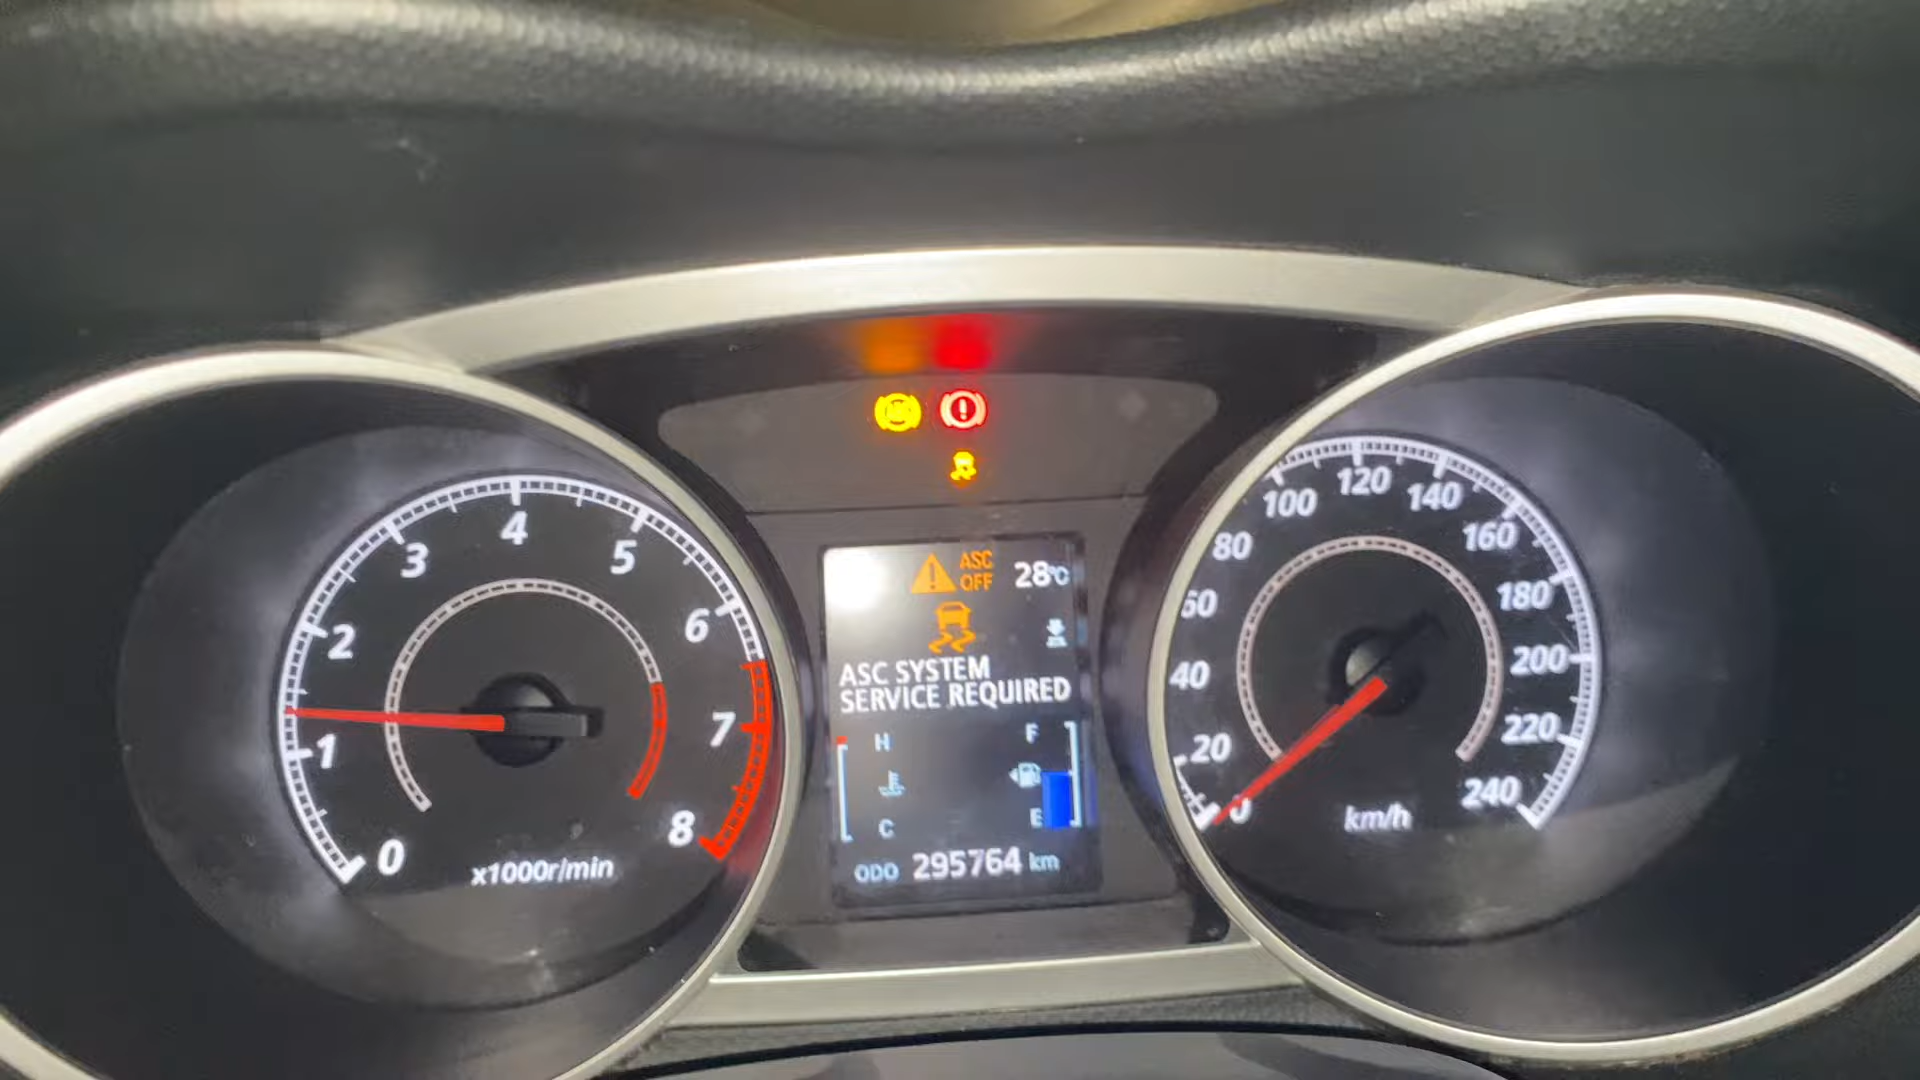 ASC
OFF
28°C
ASC SYSTEM
SERVICE REQUIRED
H
F
C
E
ODO 295764 km
0
1
2
3
4
5
6
7
8
x1000r/min
0
20
40
60
80
100
120
140
160
180
200
220
240
km/h